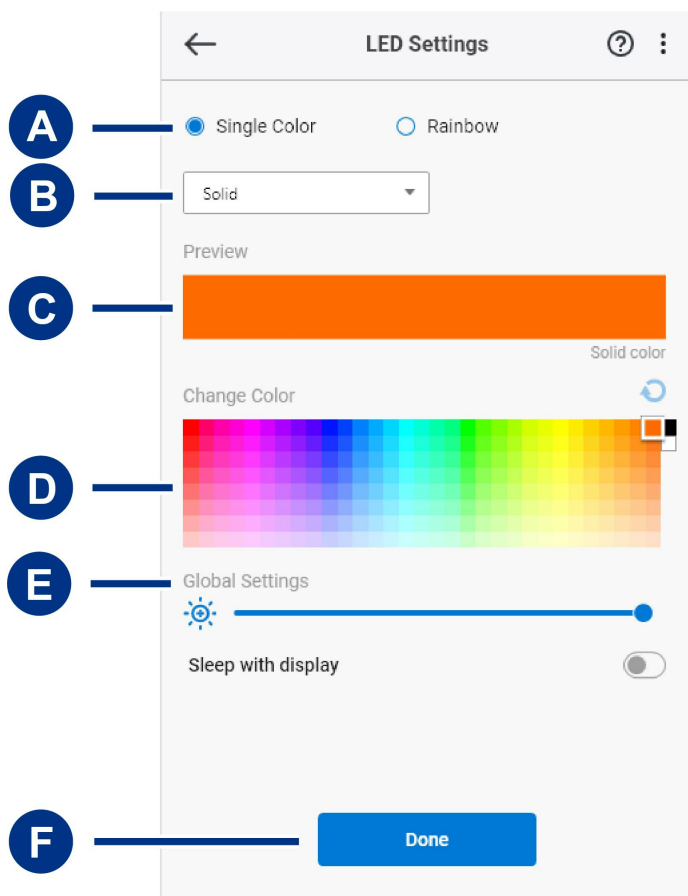 LED Settings
A
Single Color
Rainbow
B
Solid
Preview
C
Solid color
Change Color
D
E
Global Settings
Sleep with display
F
Done